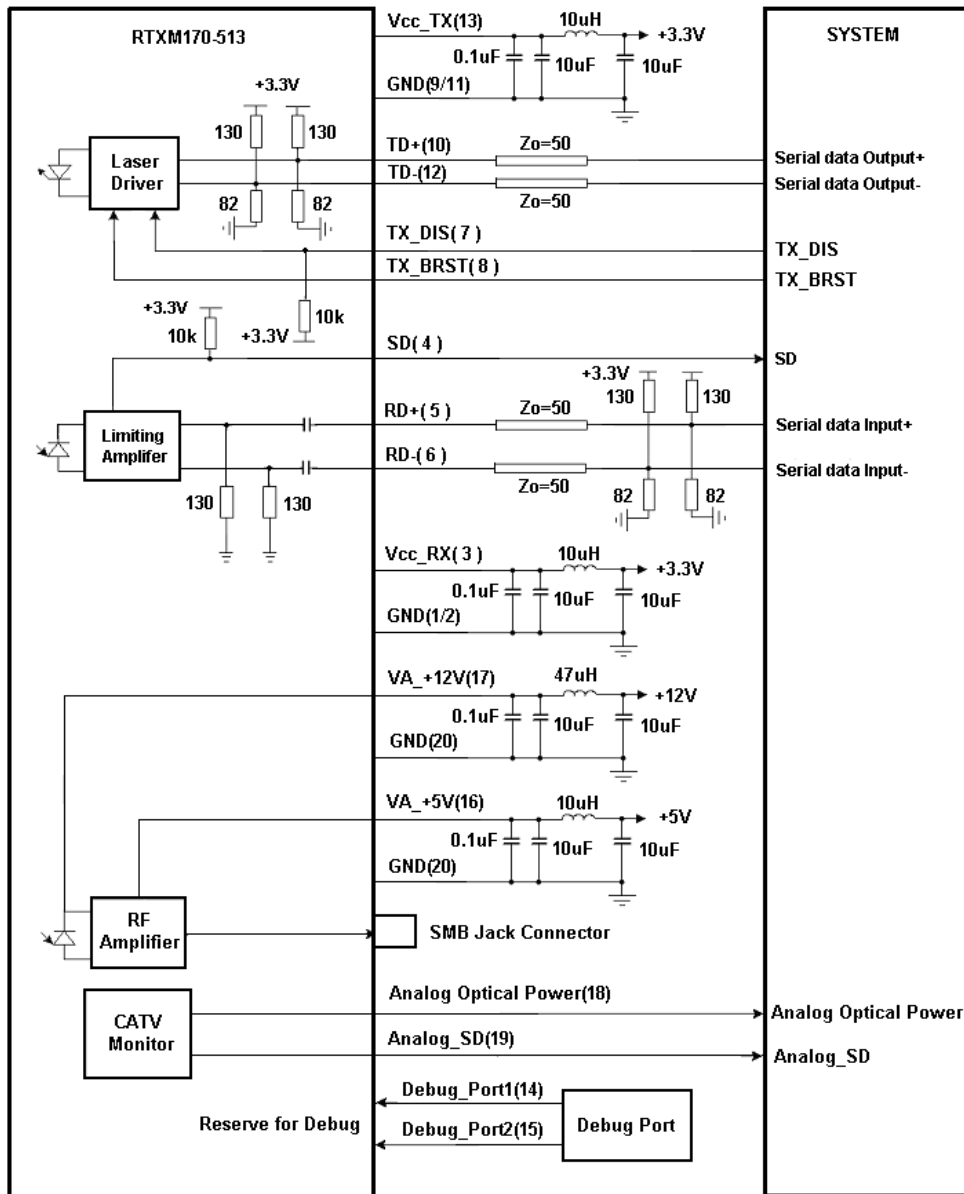 RTXM170-513
Vcc_TX(13)
10uH
+3.3V
SYSTEM
0.1uF
10uF
10uF
GND(9/11)
+3.3V
130
130
TD+(10)
Zo=50
Serial data Output+
Laser
Driver
TD-(12)
Zo=50
Serial data Output-
82
82
TX_DIS( 7 )
TX_DIS
TX_BRST( 8 )
TX_BRST
+3.3V
10k
+3.3V
10k
SD( 4 )
SD
+3.3V
130
130
RD+( 5 )
Zo=50
Serial data Input+
Limiting
Amplifer
RD-( 6 )
Zo=50
Serial data Input-
130
130
82
82
Vcc_RX( 3 )
10uH
+3.3V
0.1uF
10uF
10uF
GND(1/2)
VA_+12V(17)
47uH
+12V
0.1uF
10uF
10uF
GND(20)
VA_+5V(16)
10uH
+5V
0.1uF
10uF
10uF
GND(20)
RF
Amplifier
SMB Jack Connector
CATV
Monitor
Analog Optical Power(18)
Analog Optical Power
Analog_SD(19)
Analog_SD
Reserve for Debug
Debug_Port1(14)
Debug_Port2(15)
Debug Port